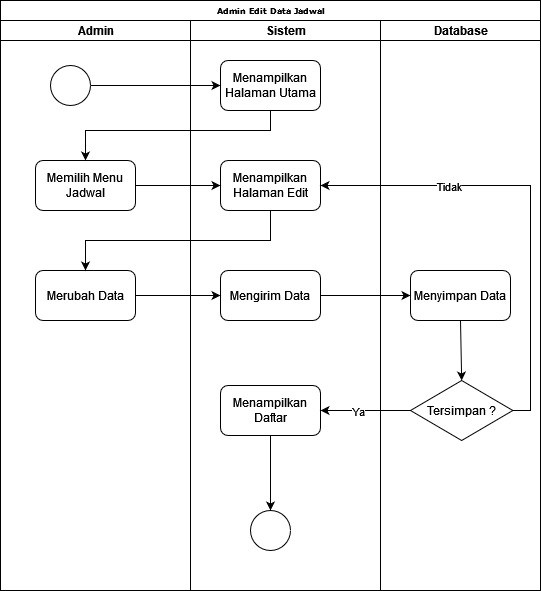 Admin Edit Data Jadwal
Admin
Sistem
Database
Menampilkan
Halaman Utama
Memilih Menu
Jadwal
Menampilkan
Halaman Edit
Tidak
Merubah Data
Mengirim Data
Menyimpan Data
Menampilkan
Daftar
Ya
Tersimpan ?